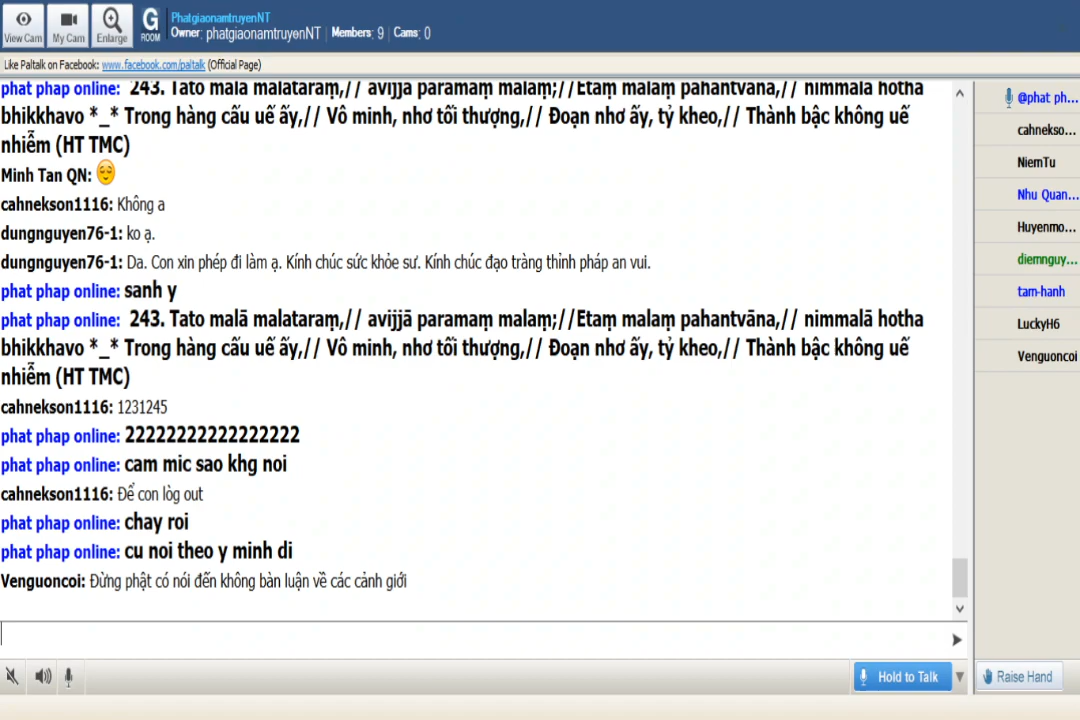 View Cam
My Cam
Enlarge
G
ROOM
PhatgiaonamtruyenNT
Owner: phatgiaonamtruyenNT | Members: 9 | Cams: 0
Like Paltalk on Facebook: www.facebook.com/paltalk (Official Page)
phat phap online: 243. Tato malā malataraṃ,// avijjā paramaṃ malaṃ;//Etaṃ malaṃ pahantvāna,// nimmalā hotha
bhikkhavo *_* Trong hàng cấu uế ấy,// Vô minh, nhơ tối thượng,// Đoạn nhơ ấy, tỷ kheo,// Thành bậc không uế
nhiễm (HT TMC)
Minh Tan QN:
cahnekson1116: Không a
dungnguyen76-1: ko ạ.
dungnguyen76-1: Da. Con xin phép đi làm ạ. Kính chúc sức khỏe sư. Kính chúc đạo tràng thỉnh pháp an vui.
phat phap online: sanh y
phat phap online: 243. Tato malā malataraṃ,// avijjā paramaṃ malaṃ;//Etaṃ malaṃ pahantvāna,// nimmalā hotha
bhikkhavo *_* Trong hàng cấu uế ấy,// Vô minh, nhơ tối thượng,// Đoạn nhơ ấy, tỷ kheo,// Thành bậc không uế
nhiễm (HT TMC)
cahnekson1116: 1231245
phat phap online: 22222222222222222
phat phap online: cam mic sao khg noi
cahnekson1116: Để con lòg out
phat phap online: chay roi
phat phap online: cu noi theo y minh di
Venguoncoi: Đừng phật có nói đến không bàn luận về các cảnh giới
@phat ph...
cahnekso...
NiemTu
Nhu Quan...
Huyenmo...
diemnguy...
tam-hanh
LuckyH6
Venguoncoi
Hold to Talk
Raise Hand